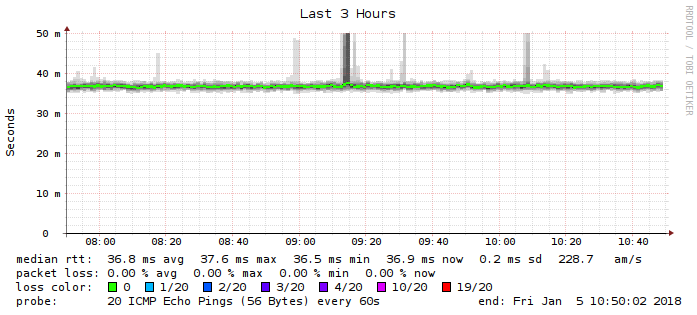 Last 3 Hours
RRDTOOL / TOBI OETIKER
Seconds
50 m
40 m
30 m
20 m
10 m
0
08:00 08:20 08:40 09:00 09:20 09:40 10:00 10:20 10:40
median rtt: 36.8 ms avg 37.6 ms max 36.5 ms min 36.9 ms now 0.2 ms sd 228.7 am/s
packet loss: 0.00 % avg 0.00 % max 0.00 % min 0.00 % now
loss color: 0 1/20 2/20 3/20 4/20 10/20 19/20
probe: 20 ICMP Echo Pings (56 Bytes) every 60s end: Fri Jan 5 10:50:02 2018